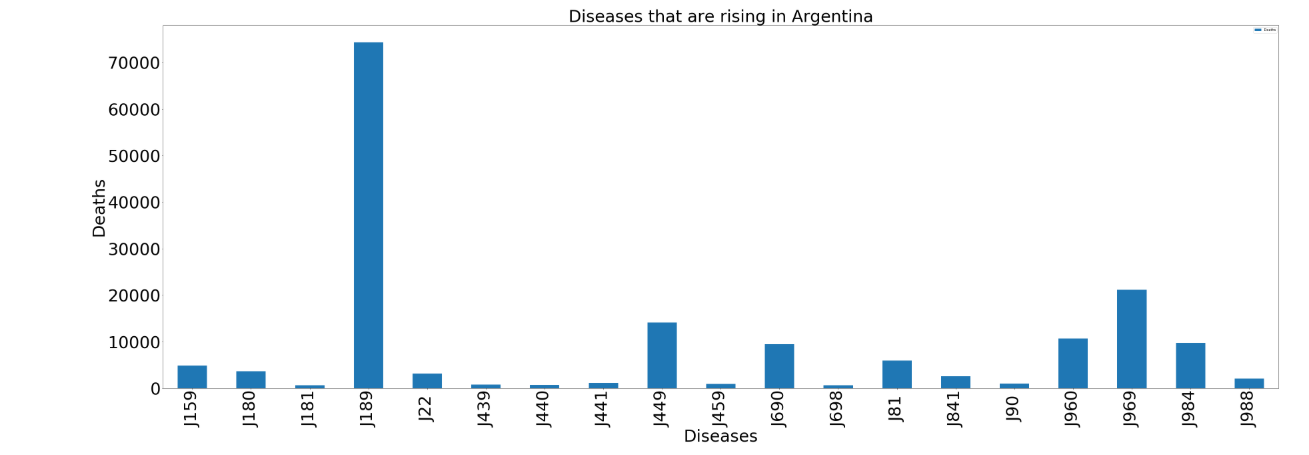 Diseases that are rising in Argentina
Deaths
70000
60000
50000
40000
30000
20000
10000
0
Deaths
J159
J180
J181
J189
J22
J439
J440
J441
J449
J459
J690
J698
J81
J841
J90
J960
J969
J984
J988
Diseases